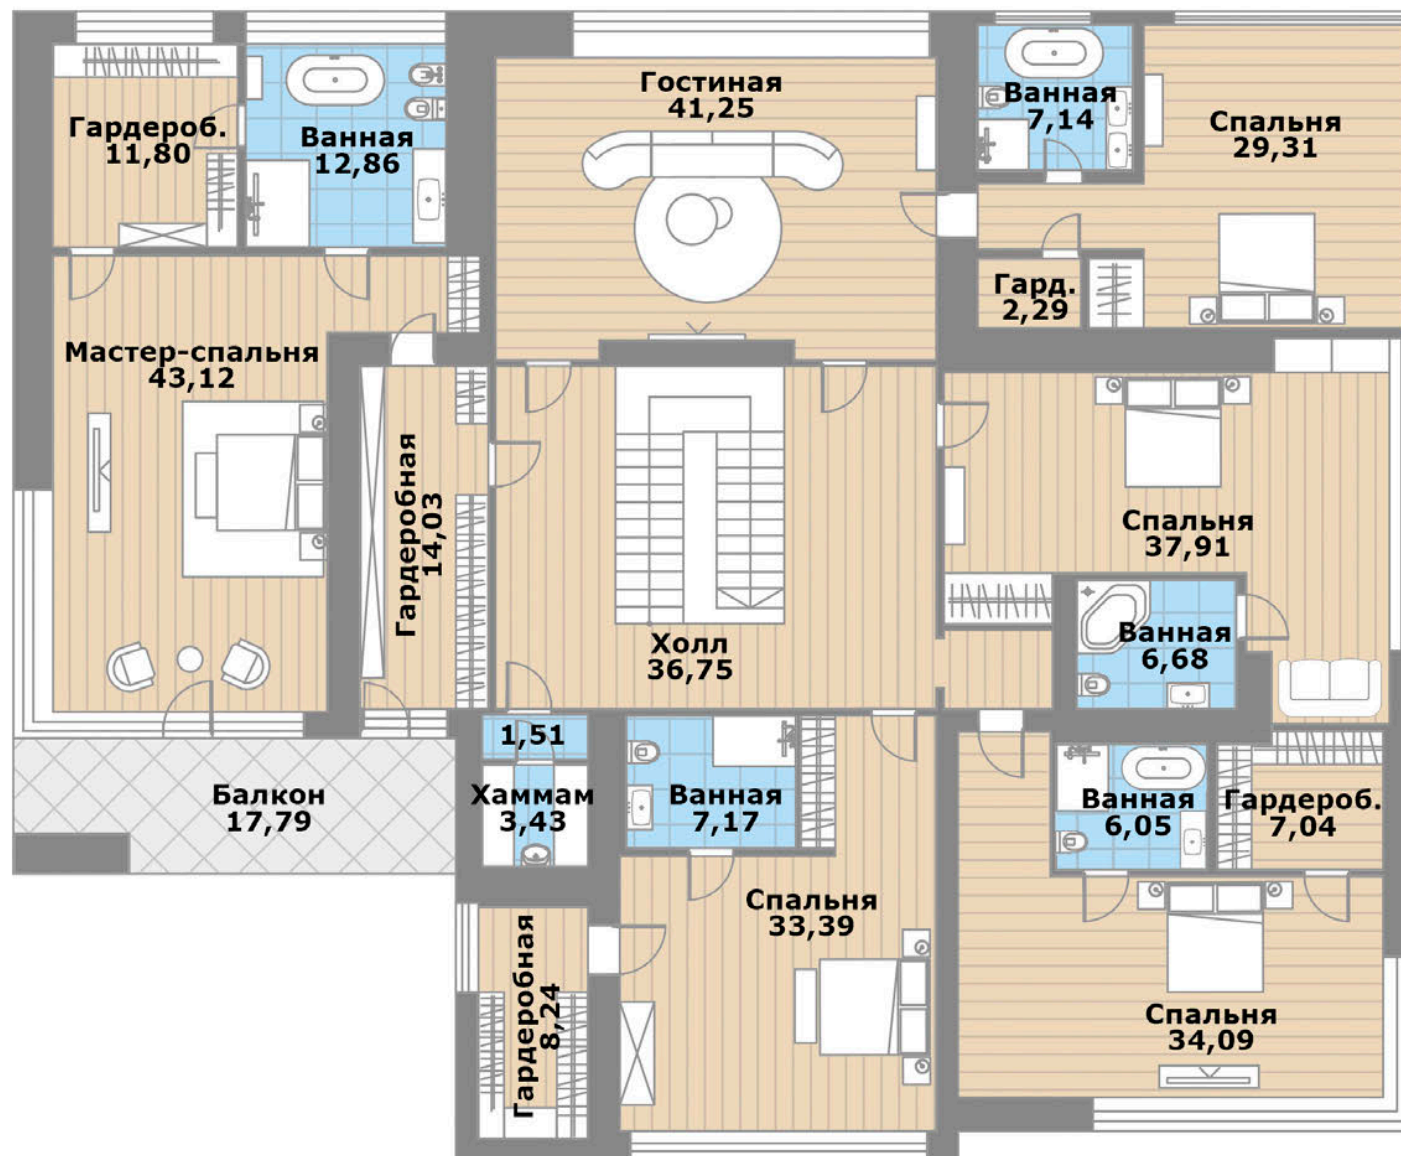 Гардероб.
11,80
Ванная
12,86
Гостиная
41,25
Ванная
7,14
Спальня
29,31
Гард.
2,29
Мастер-спальня
43,12
Гардеробная
14,03
Спальня
37,91
Холл
36,75
Ванная
6,68
Балкон
17,79
1,51
Хаммам
3,43
Ванная
7,17
Ванная
6,05
Гардероб.
7,04
Спальня
33,39
Гардеробная
8,24
Спальня
34,09